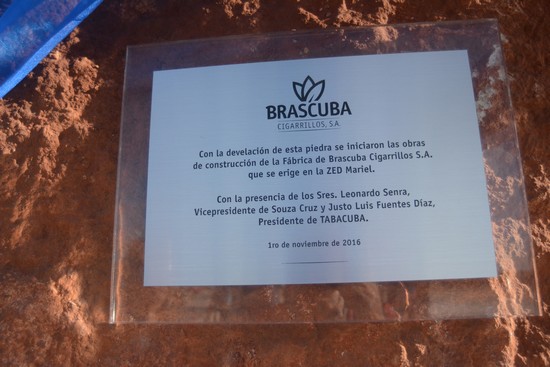 BRASCUBA
CIGARRILLOS, S.A.
Con la develación de esta piedra se iniciaron las obras
de construcción de la Fábrica de Brascuba Cigarrillos S.A.
que se erige en la ZED Mariel.
Con la presencia de los Sres. Leonardo Senra,
Vicepresidente de Souza Cruz y Justo Luis Fuentes Díaz,
Presidente de TABACUBA.
1ro de noviembre de 2016